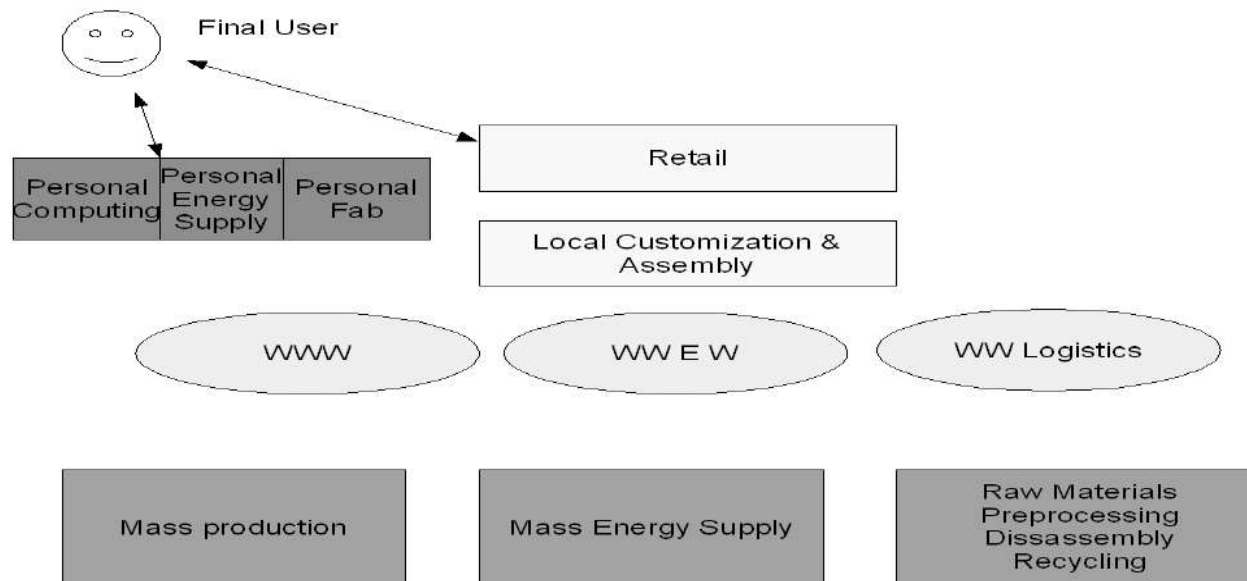 Final User
Retail
Personal
Computing
Personal
Energy
Supply
Personal
Fab
Local Customization &
Assembly
WWW
WW E W
WW Logistics
Mass production
Mass Energy Supply
Raw Materials
Preprocessing
Dissassembly
Recycling